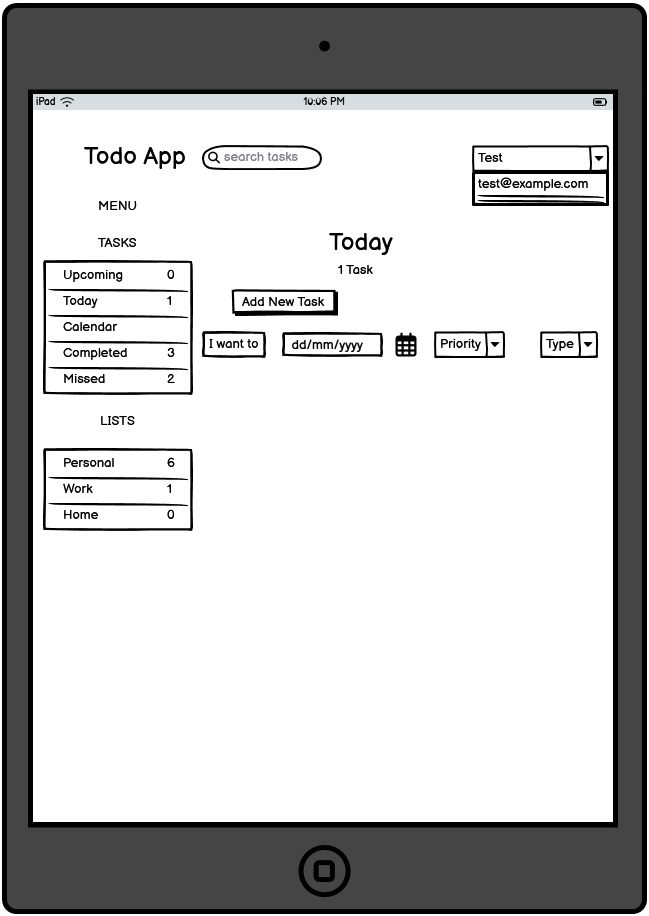 iPad 10:06 PM
Todo App search tasks Test
test@example.com
MENU
TASKS
Today
1 Task
Upcoming 0
Today 1
Calendar
Completed 3
Missed 2
Add New Task
I want to dd/mm/yyyy Priority Type
LISTS
Personal 6
Work 1
Home 0